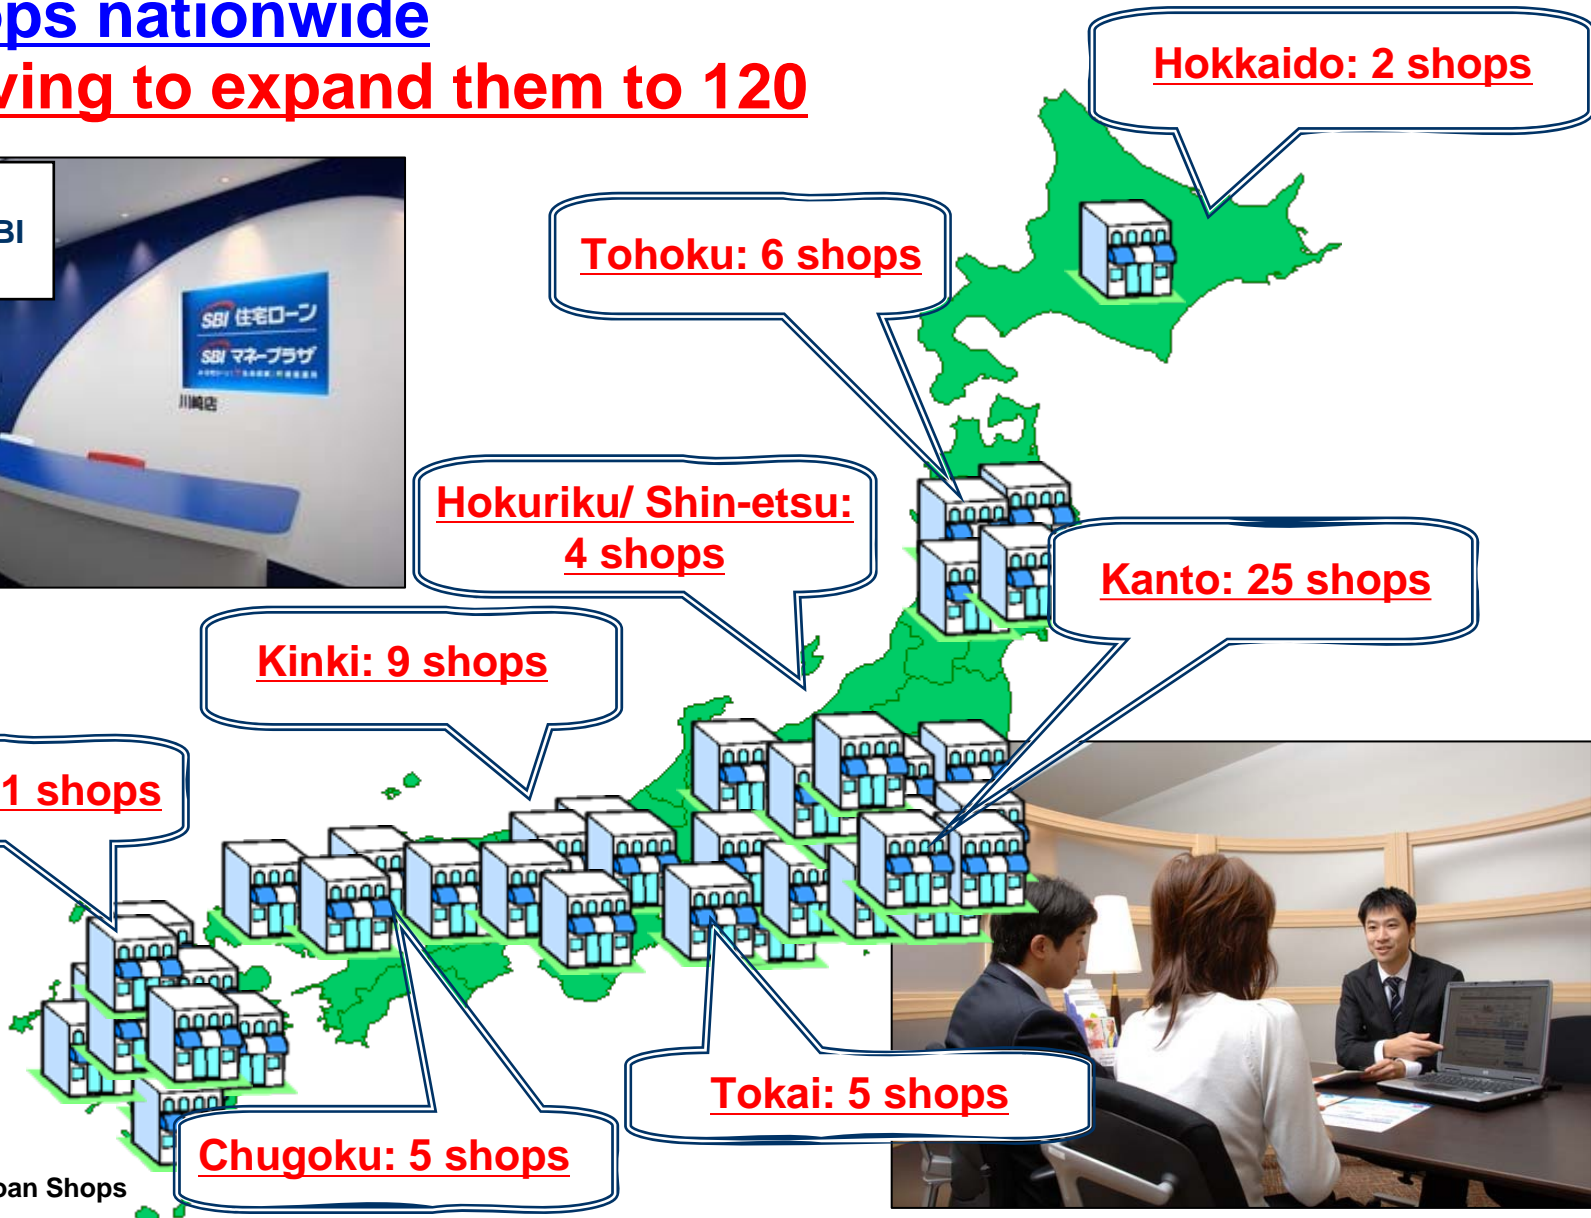 ops nationwide
ving to expand them to 120
Hokkaido: 2 shops
BI
Tohoku: 6 shops
SBI 住宅ローン
SBI マネープラザ
川崎店
Hokuriku/ Shin-etsu:
4 shops
Kanto: 25 shops
Kinki: 9 shops
1 shops
Tokai: 5 shops
Chugoku: 5 shops
oan Shops